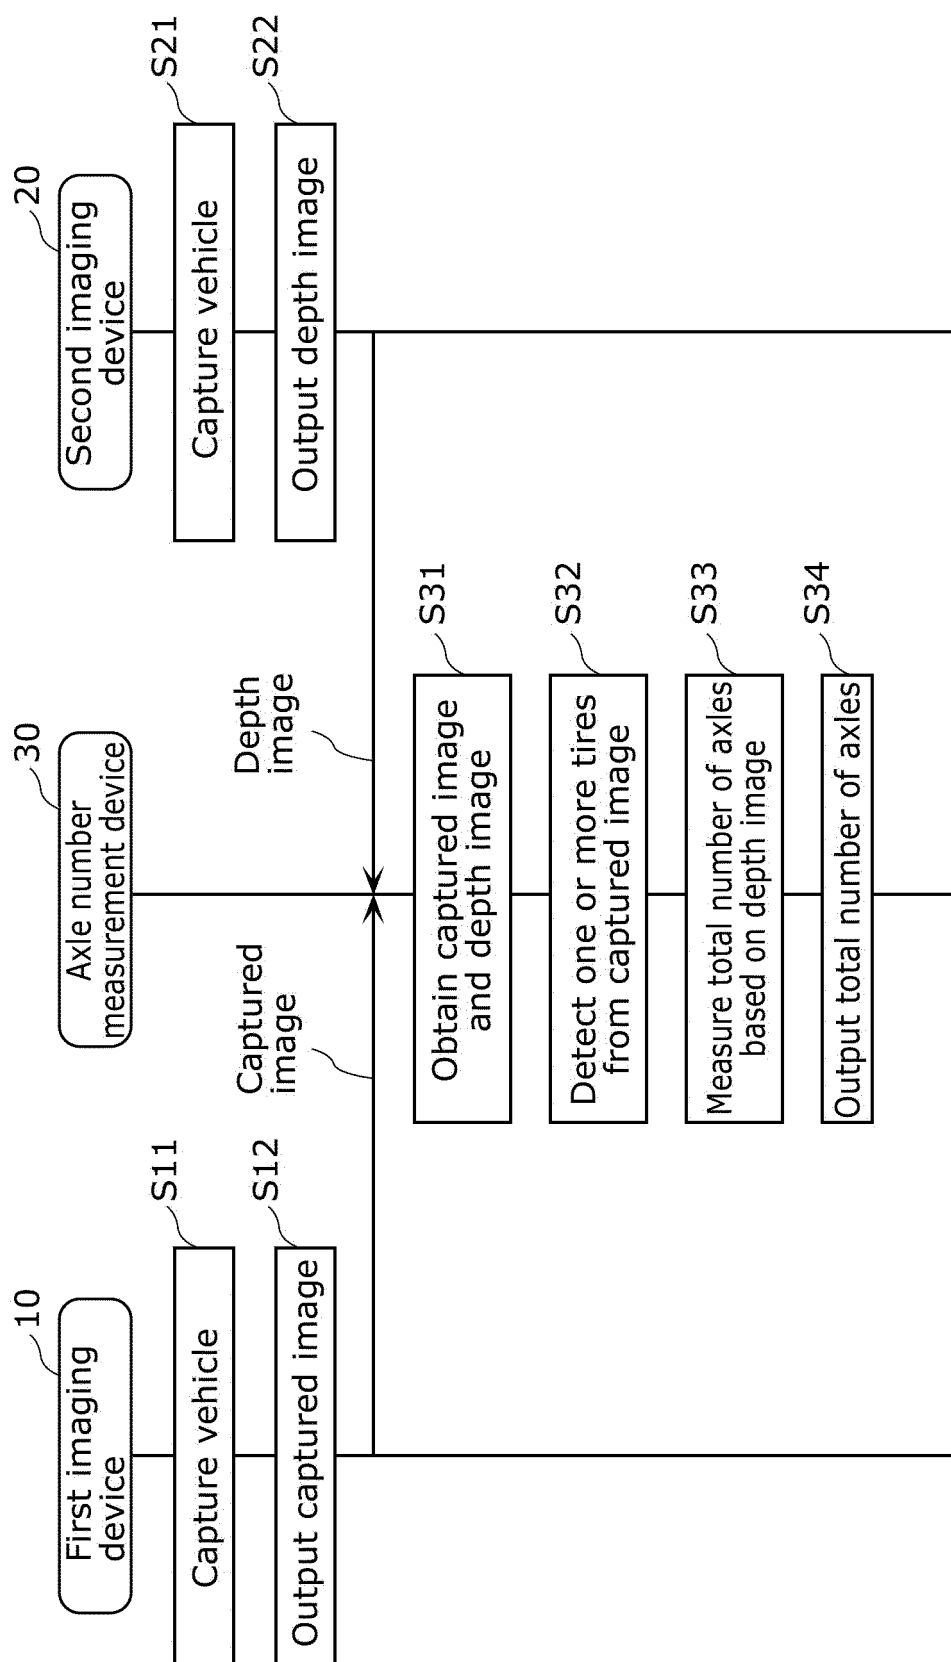 10
First imaging
device
30
Axle number
measurement device
20
Second imaging
device
S11
Capture vehicle
S21
Capture vehicle
S12
Output captured image
S22
Output depth image
Captured
image
Depth
image
S31
Obtain captured image
and depth image
S32
Detect one or more tires
from captured image
S33
Measure total number of axles
based on depth image
S34
Output total number of axles